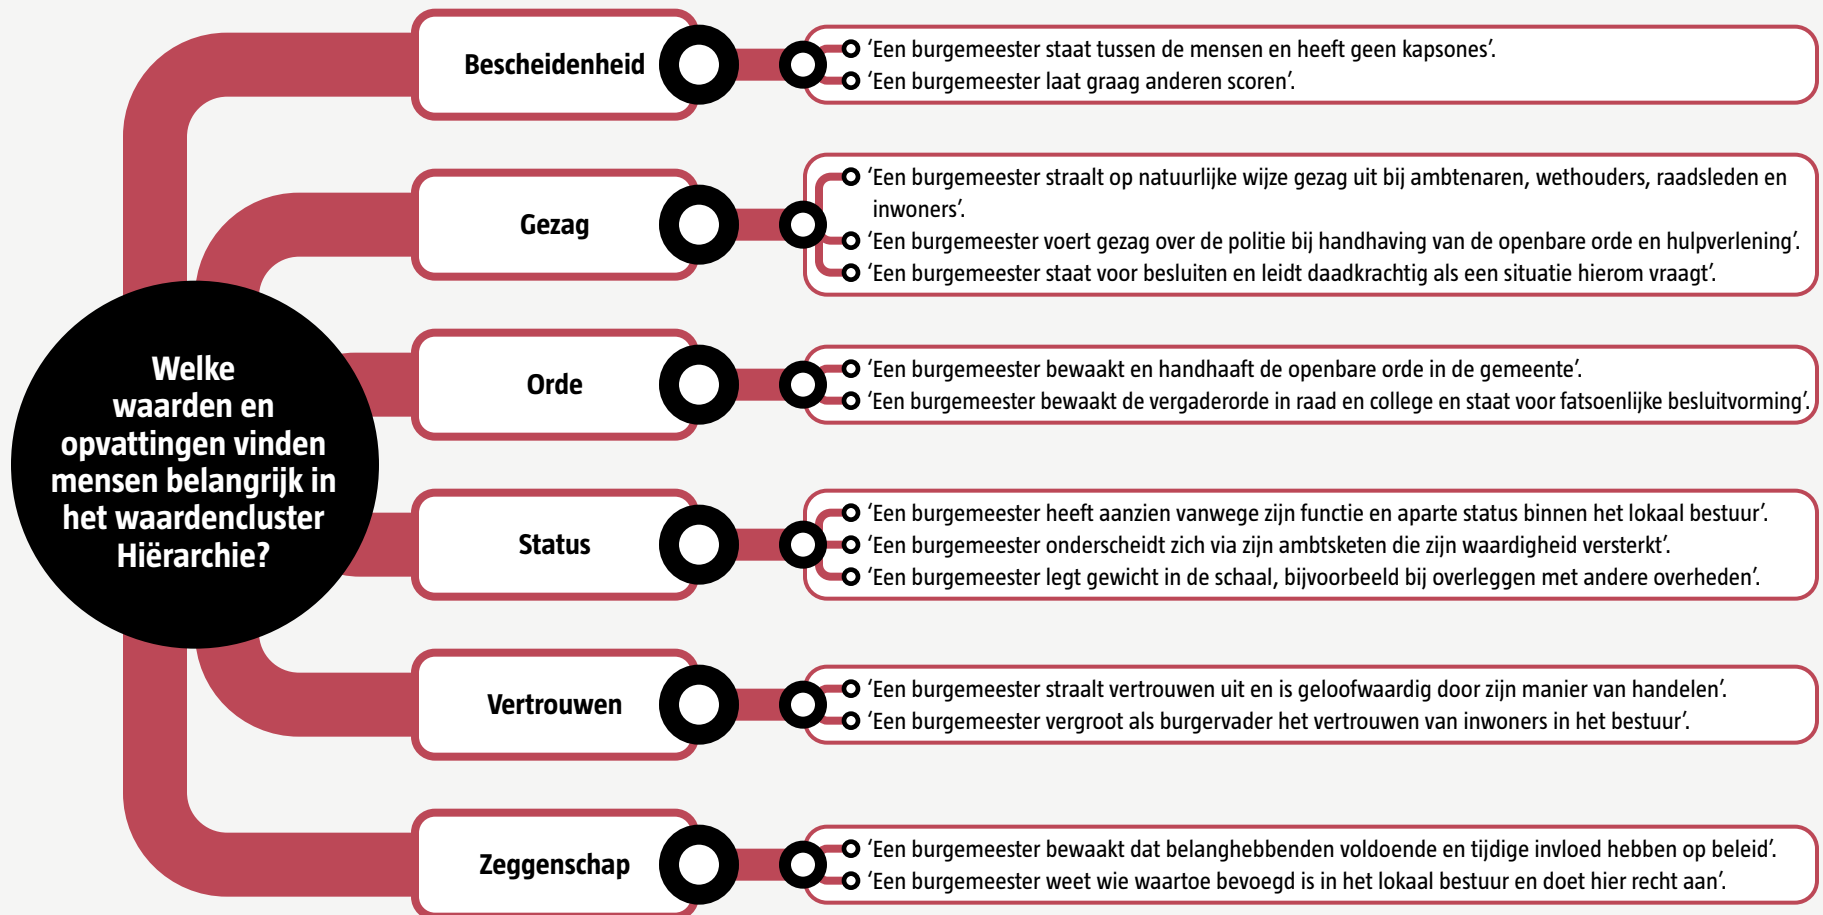 Welke
waarden en
opvattingen vinden
mensen belangrijk in
het waardencluster
Hiërarchie?
Bescheidenheid
‘Een burgemeester staat tussen de mensen en heeft geen kapsones’.
‘Een burgemeester laat graag anderen scoren’.
Gezag
‘Een burgemeester straalt op natuurlijke wijze gezag uit bij ambtenaren, wethouders, raadsleden en
inwoners’.
‘Een burgemeester voert gezag over de politie bij handhaving van de openbare orde en hulpverlening’.
‘Een burgemeester staat voor besluiten en leidt daadkrachtig als een situatie hierom vraagt’.
Orde
‘Een burgemeester bewaakt en handhaaft de openbare orde in de gemeente’.
‘Een burgemeester bewaakt de vergaderorde in raad en college en staat voor fatsoenlijke besluitvorming’.
Status
‘Een burgemeester heeft aanzien vanwege zijn functie en aparte status binnen het lokaal bestuur’.
‘Een burgemeester onderscheidt zich via zijn ambtsketen die zijn waardigheid versterkt’.
‘Een burgemeester legt gewicht in de schaal, bijvoorbeeld bij overleggen met andere overheden’.
Vertrouwen
‘Een burgemeester straalt vertrouwen uit en is geloofwaardig door zijn manier van handelen’.
‘Een burgemeester vergroot als burgervader het vertrouwen van inwoners in het bestuur’.
Zeggenschap
‘Een burgemeester bewaakt dat belanghebbenden voldoende en tijdige invloed hebben op beleid’.
‘Een burgemeester weet wie waartoe bevoegd is in het lokaal bestuur en doet hier recht aan’.